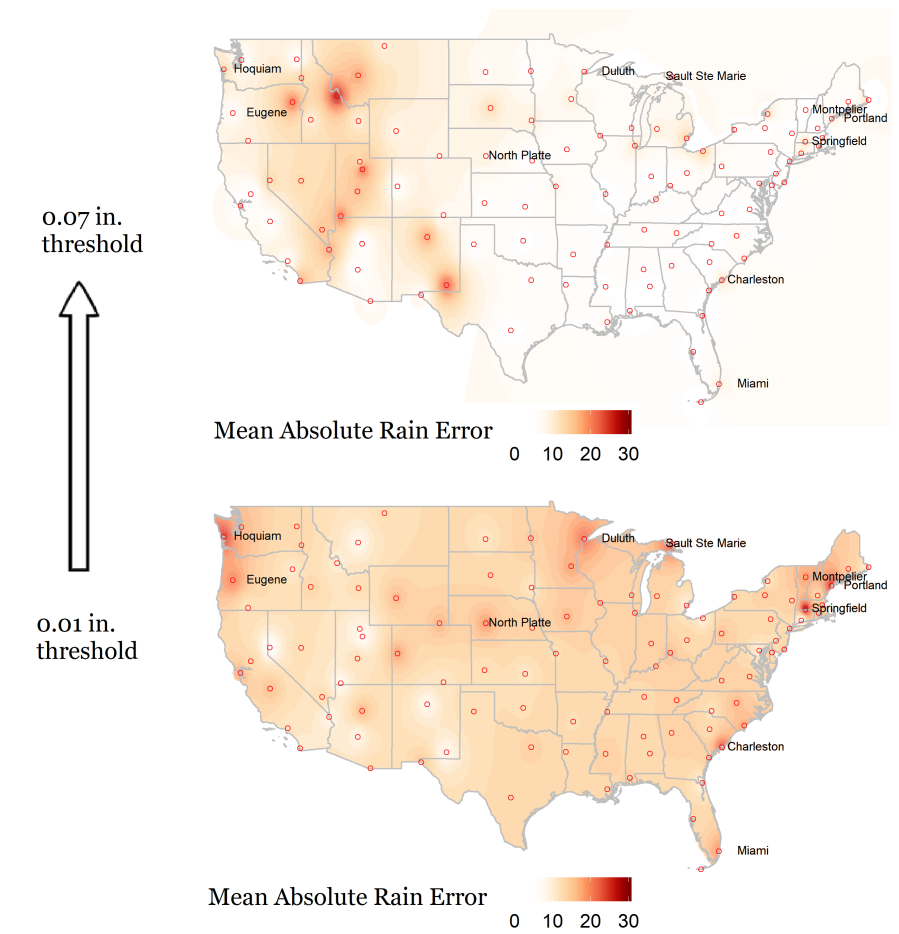 Hoquiam
Duluth
Sault Ste Marie
Eugene
Montpelier
Portland
Springfield
North Platte
0.07 in.
threshold
Charleston
Miami
Mean Absolute Rain Error
0 10 20 30
Hoquiam
Duluth
Sault Ste Marie
Eugene
Montpelier
Portland
Springfield
North Platte
0.01 in.
threshold
Charleston
Miami
Mean Absolute Rain Error
0 10 20 30